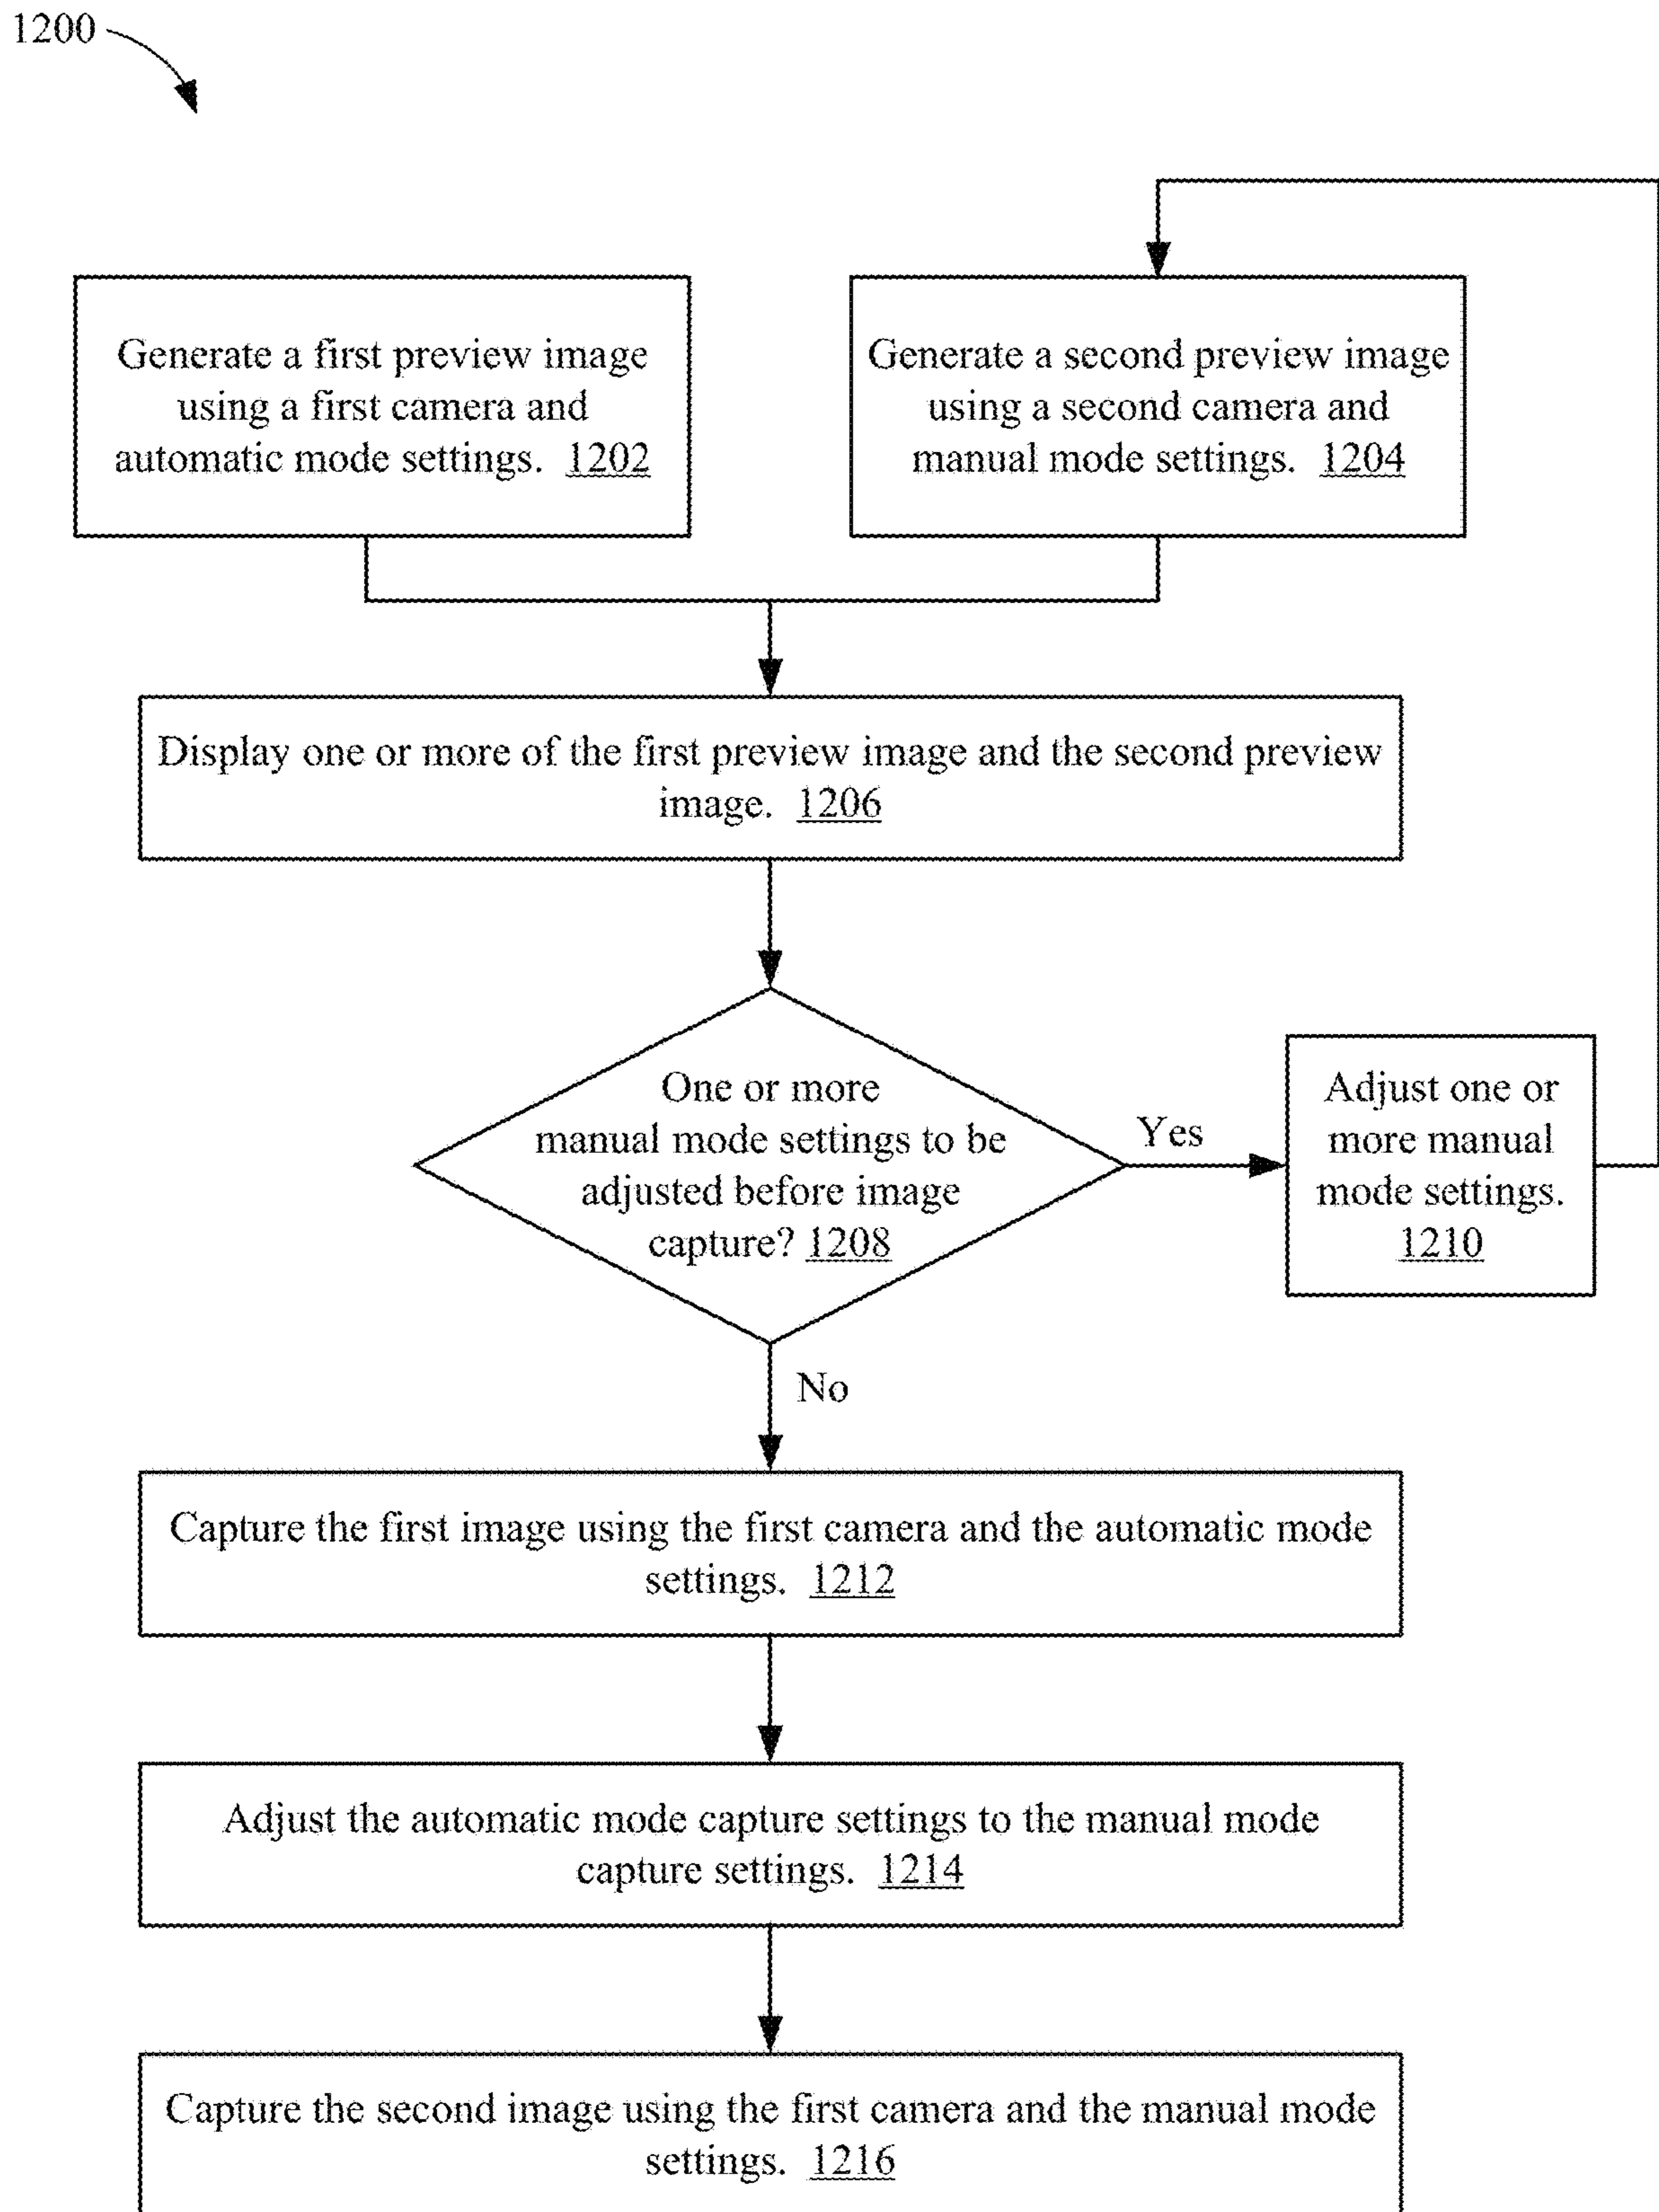 1200
Generate a first preview image
using a first camera and
automatic mode settings. 1202
Generate a second preview image
using a second camera and
manual mode settings. 1204
Display one or more of the first preview image and the second preview
image. 1206
One or more
manual mode settings to be
adjusted before image
capture? 1208
Yes
Adjust one or
more manual
mode settings.
1210
No
Capture the first image using the first camera and the automatic mode
settings. 1212
Adjust the automatic mode capture settings to the manual mode
capture settings. 1214
Capture the second image using the first camera and the manual mode
settings. 1216